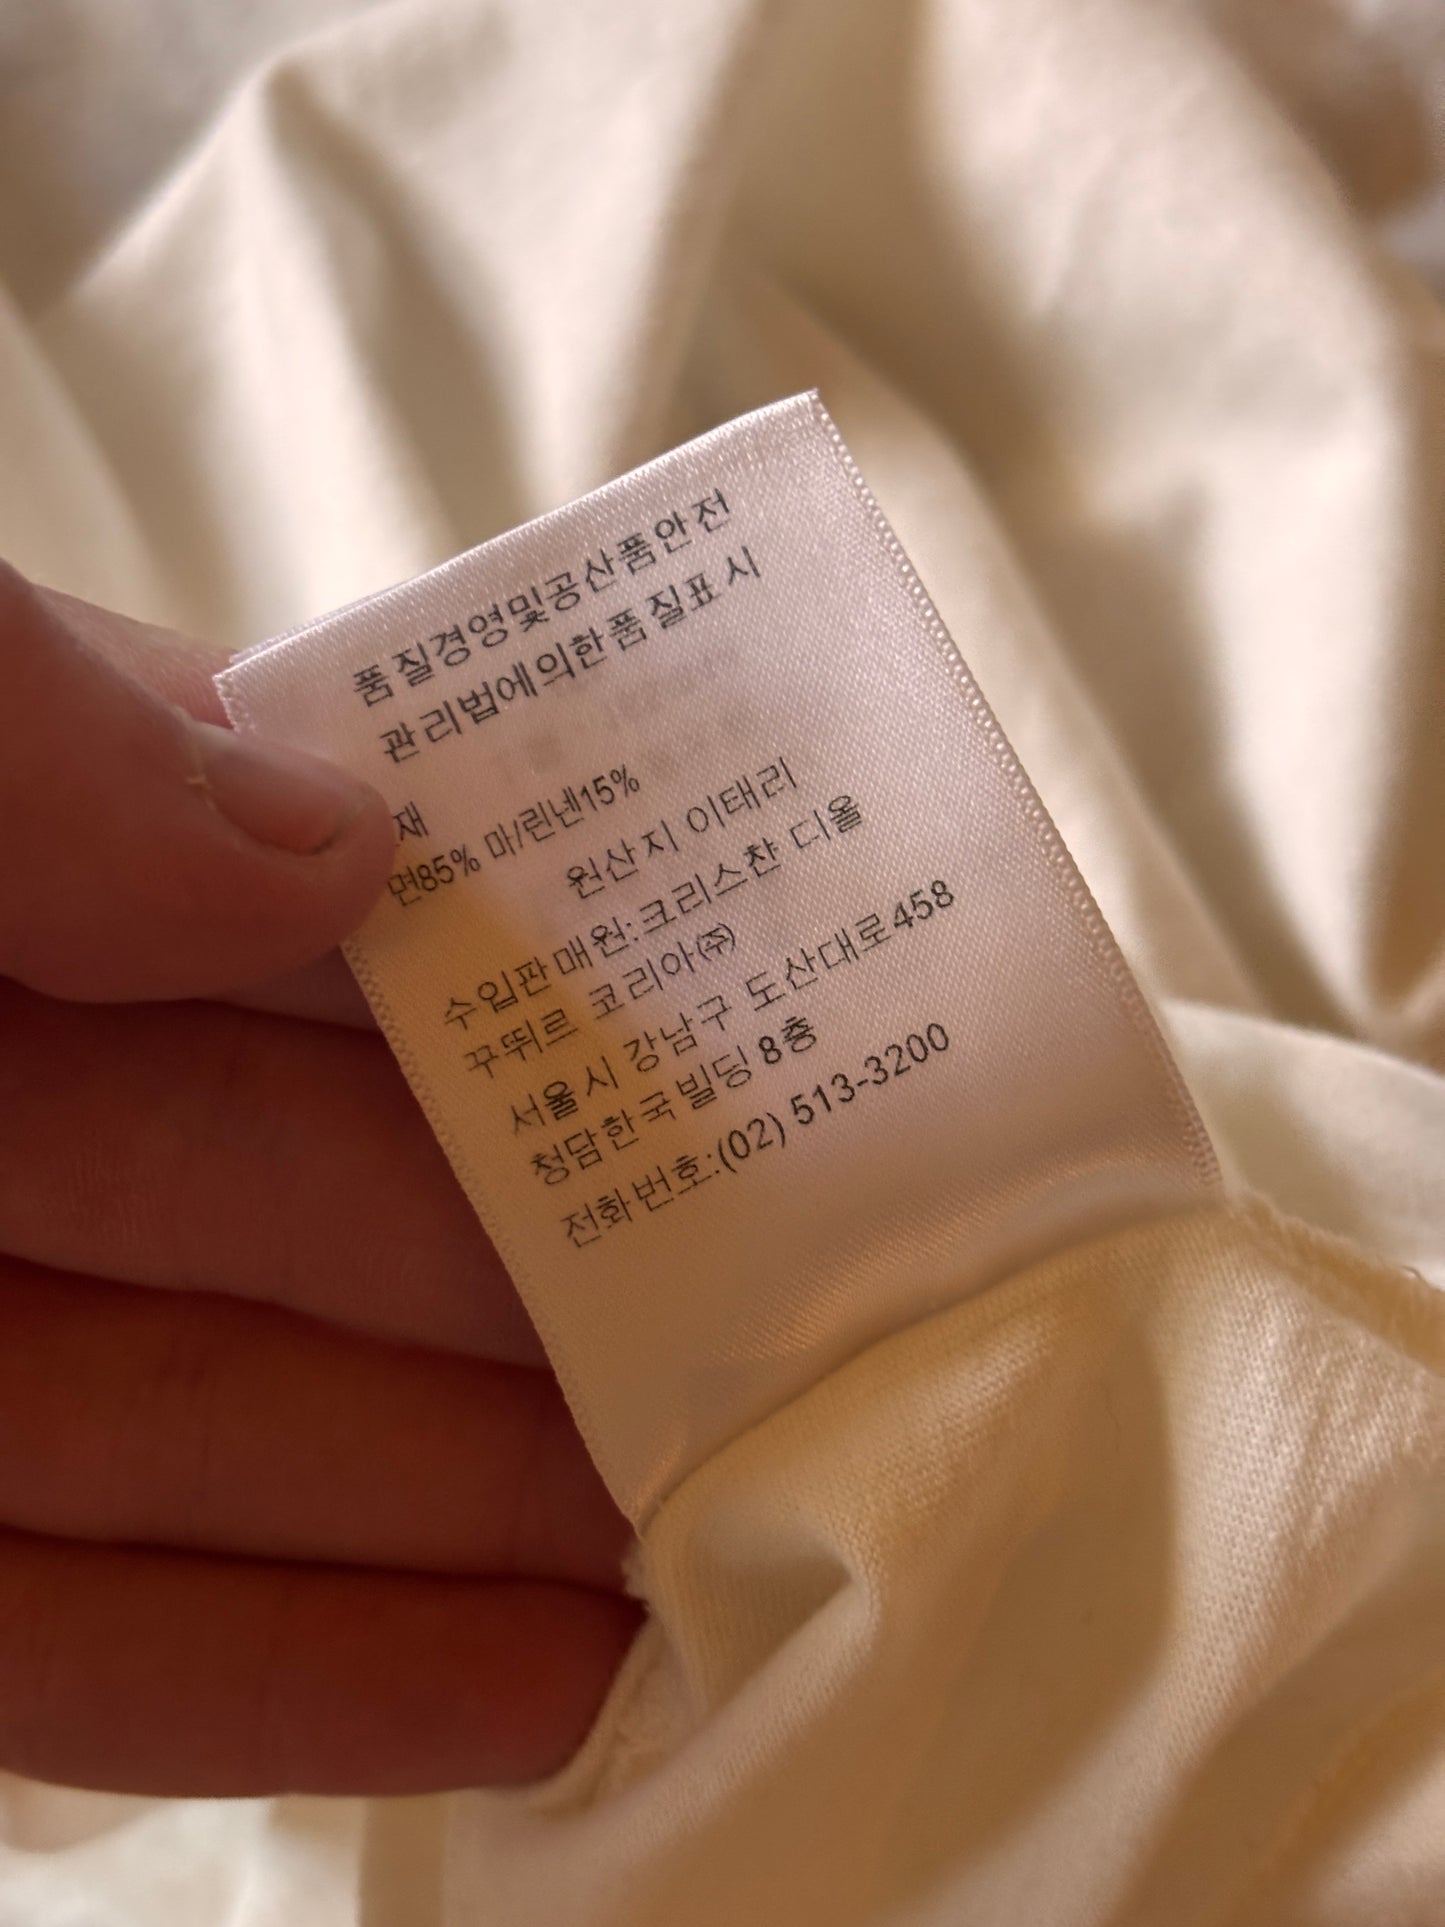 품질경영및공산품안전
관리법에의한품질표시
재
면85% 마/린넨15%
원산지 이태리
수입판매원:크리스챤 디올
꾸뛰르 코리아㈜
서울시 강남구 도산대로458
청담한국빌딩 8층
전화번호:(02) 513-3200